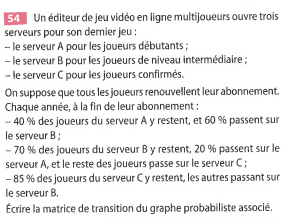 54 Un éditeur de jeu vidéo en ligne multijoueurs ouvre trois
serveurs pour son dernier jeu :
– le serveur A pour les joueurs débutants ;
– le serveur B pour les joueurs de niveau intermédiaire ;
– le serveur C pour les joueurs confirmés.
On suppose que tous les joueurs renouvellent leur abonnement.
Chaque année, à la fin de leur abonnement :
– 40 % des joueurs du serveur A y restent, et 60 % passent sur
le serveur B ;
– 70 % des joueurs du serveur B y restent, 20 % passent sur le
serveur A, et le reste des joueurs passe sur le serveur C ;
– 85 % des joueurs du serveur C y restent, les autres passant sur
le serveur B.
Écrire la matrice de transition du graphe probabiliste associé.